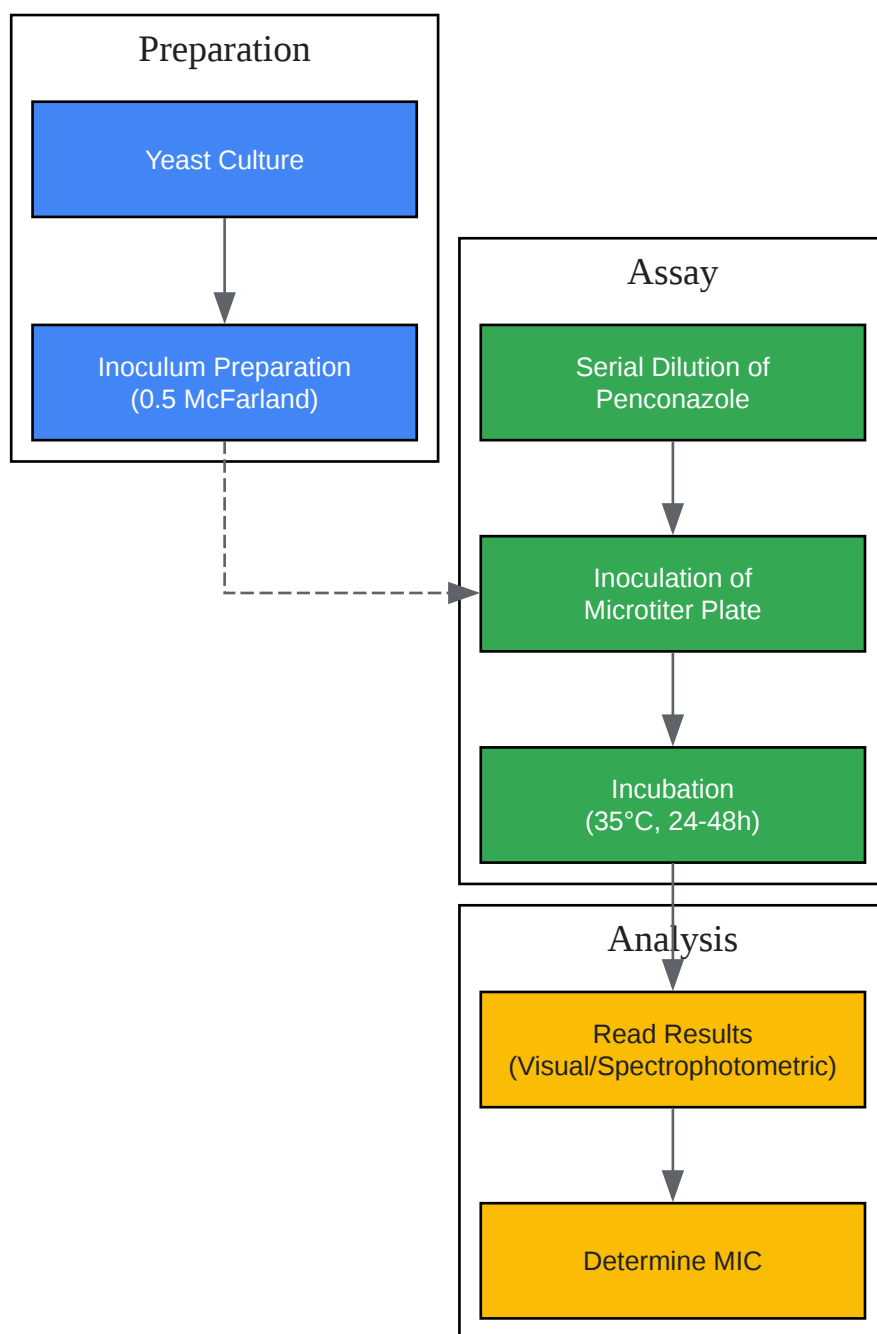 Preparation
Yeast Culture
Inoculum Preparation
(0.5 McFarland)
Assay
Serial Dilution of
Penconazole
Inoculation of
Microtiter Plate
Incubation
(35°C, 24-48h)
Analysis
Read Results
(Visual/Spectrophotometric)
Determine MIC